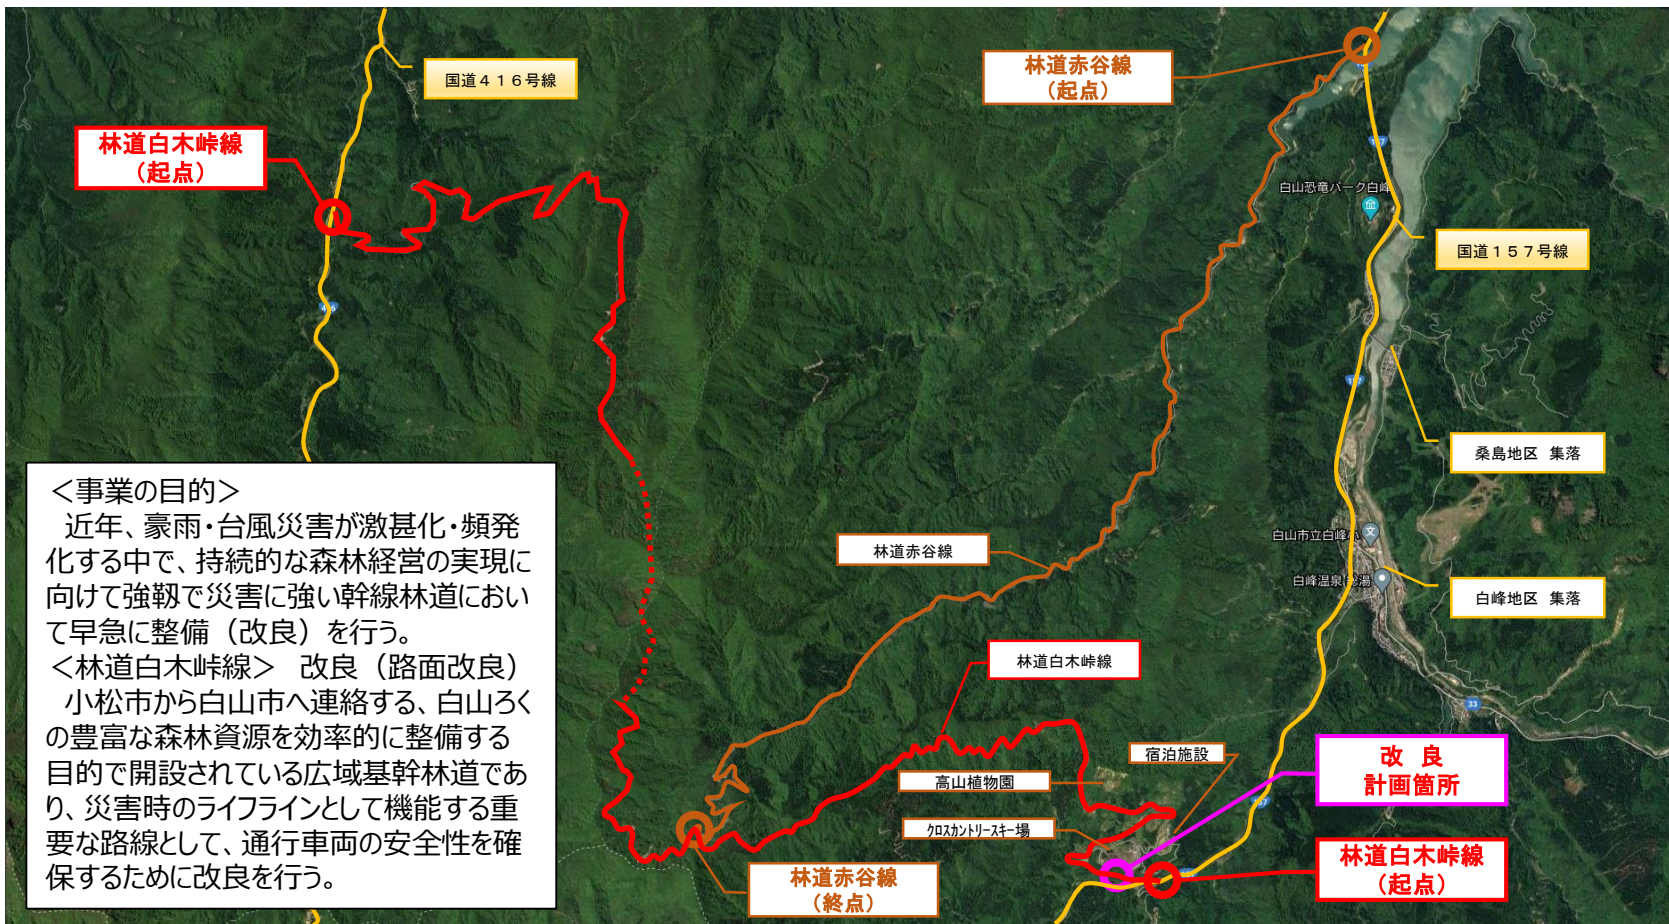 国道４１６号線
林道白木峠線
（起点）
林道赤谷線
（起点）
157
白山恐竜パーク白峰
国道１５７号線
416
157
桑島地区 集落
白山市立白峰小
白峰温泉 総湯
白峰地区 集落
林道赤谷線
林道白木峠線
33
宿泊施設
高山植物園
クロスカントリースキー場
改 良
計画箇所
157
林道白木峠線
（起点）
林道赤谷線
（終点）
＜事業の目的＞
近年、豪雨・台風災害が激甚化・頻発
化する中で、持続的な森林経営の実現に
向けて強靱で災害に強い幹線林道におい
て早急に整備（改良）を行う。
＜林道白木峠線＞ 改良（路面改良）
小松市から白山市へ連絡する、白山ろく
の豊富な森林資源を効率的に整備する
目的で開設されている広域基幹林道であ
り、災害時のライフラインとして機能する重
要な路線として、通行車両の安全性を確
保するために改良を行う。